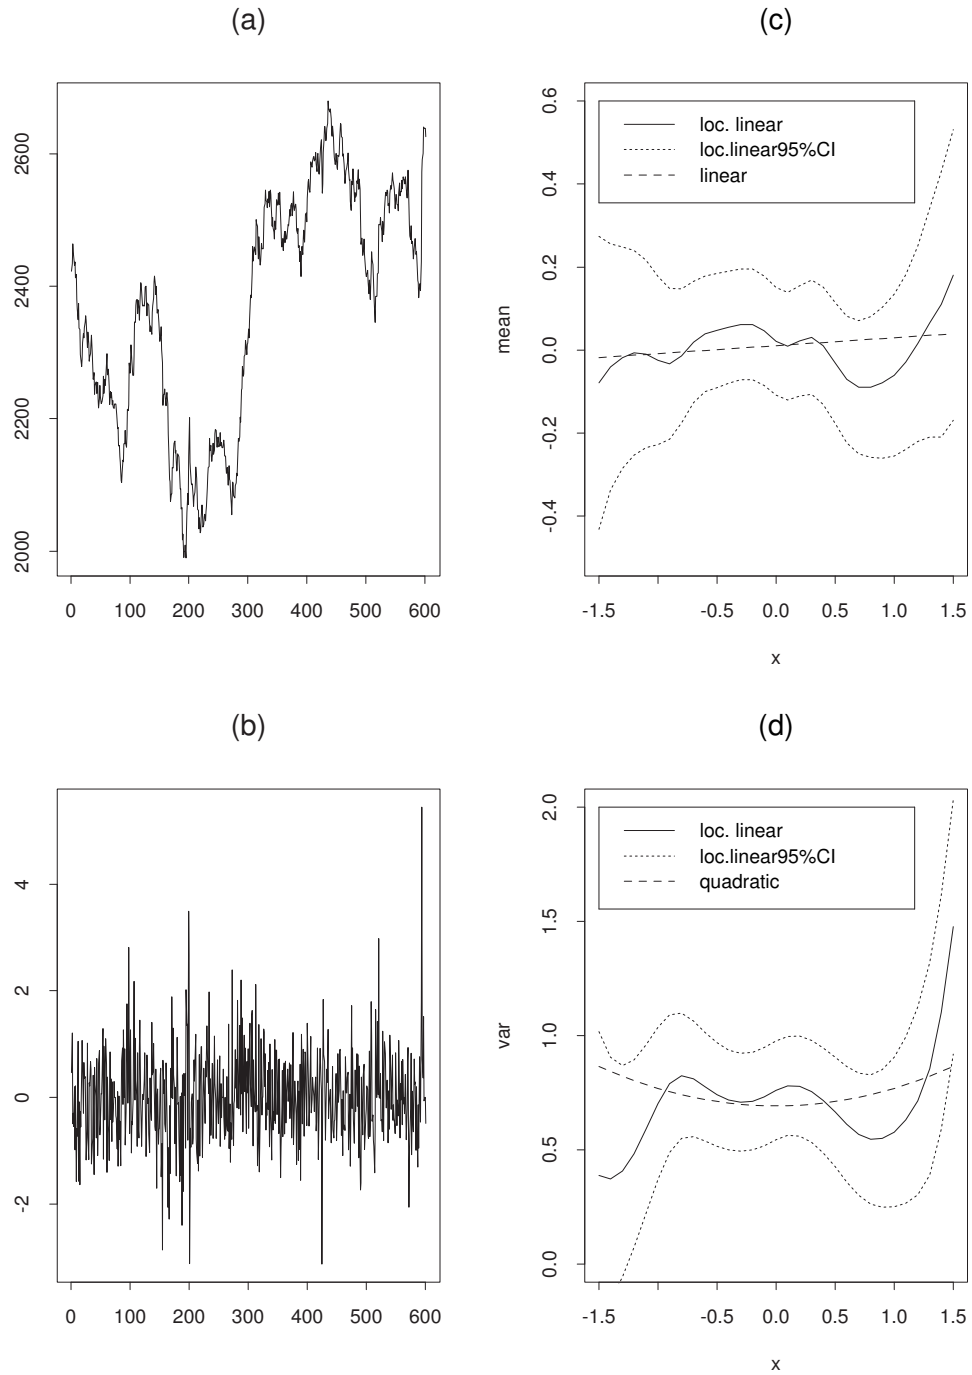 (a)
2600
2400
2200
2000
0 100 200 300 400 500 600
(c)
loc. linear
loc.linear95%CI
linear
mean
0.6
0.4
0.2
0.0
-0.2
-0.4
-1.5 -0.5 0.0 0.5 1.0 1.5
x
(b)
4
2
0
-2
0 100 200 300 400 500 600
(d)
loc. linear
loc.linear95%CI
quadratic
var
2.0
1.5
1.0
0.5
0.0
-1.5 -0.5 0.0 0.5 1.0 1.5
x